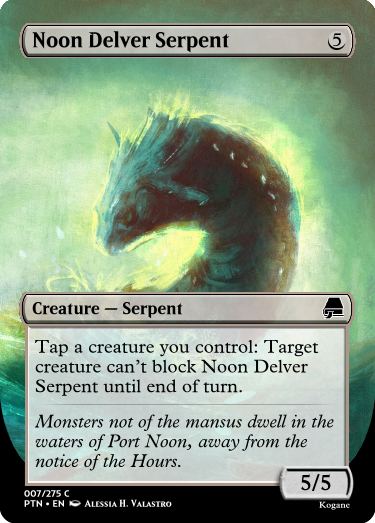 Noon Delver Serpent 5
Creature — Serpent
Tap a creature you control: Target
creature can't block Noon Delver
Serpent until end of turn.
Monsters not of the mansus dwell in the
waters of Port Noon, away from the
notice of the Hours.
5/5
007/275 C
PTN • EN Alessia H. Valastro
Kogane